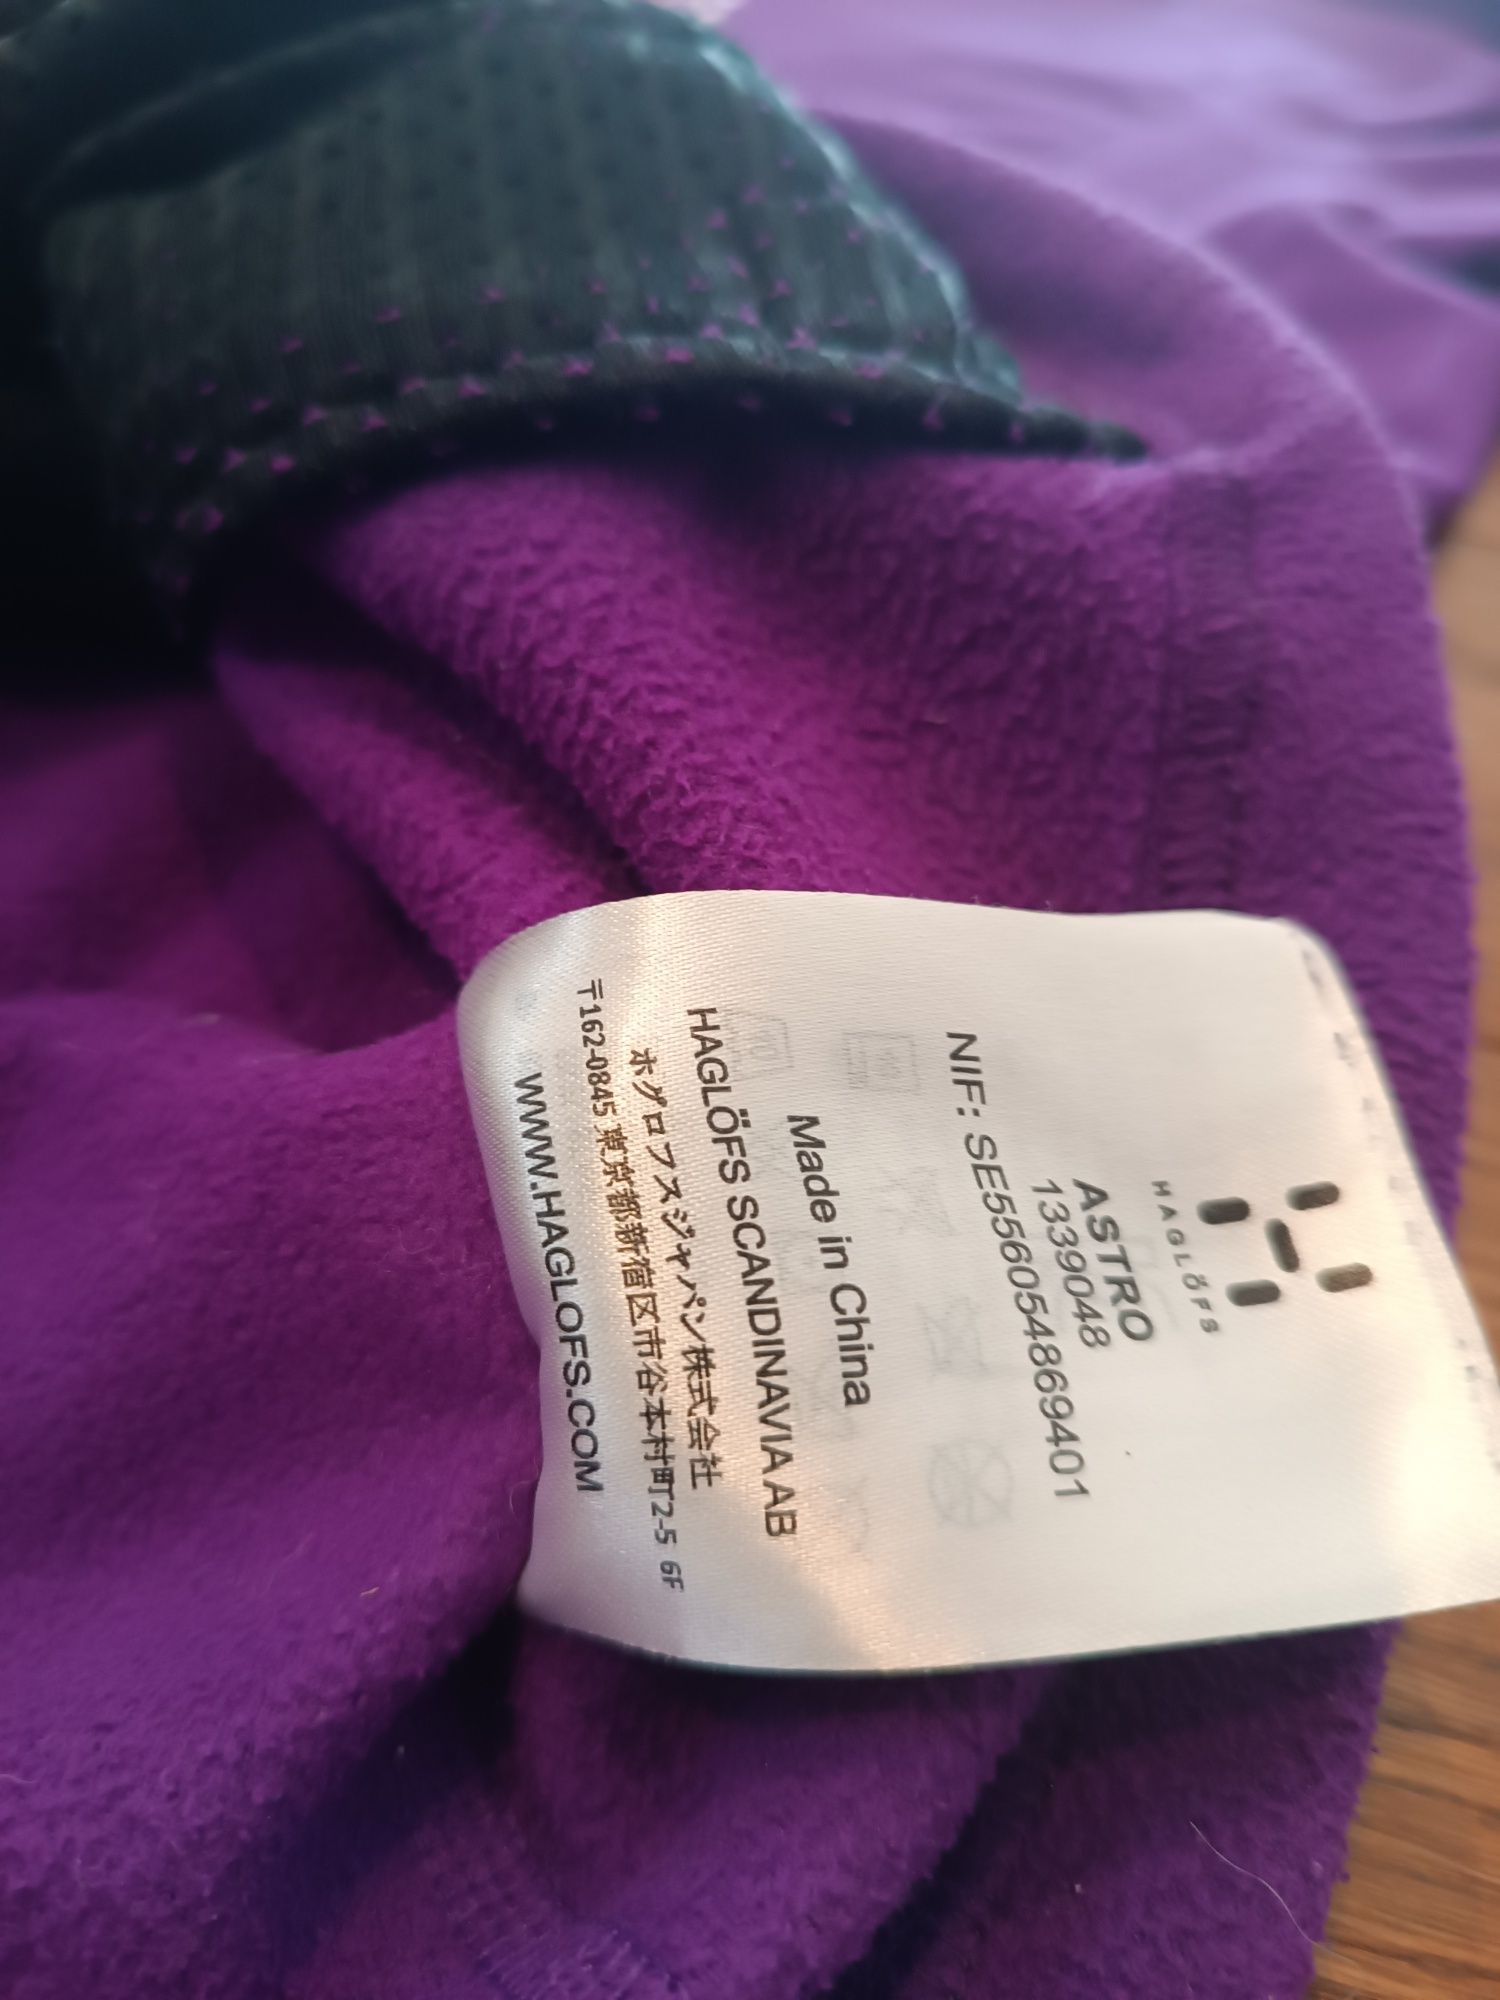 HAGLÖFS
ASTRO
1339048
NIF: SE556054869401
Made in China
HAGLÖFS SCANDINAVIA AB
ホグロフスジャパン株式会社
〒162-0845 東京都新宿区市谷本村町2-5 6F
WWW.HAGLOFS.COM